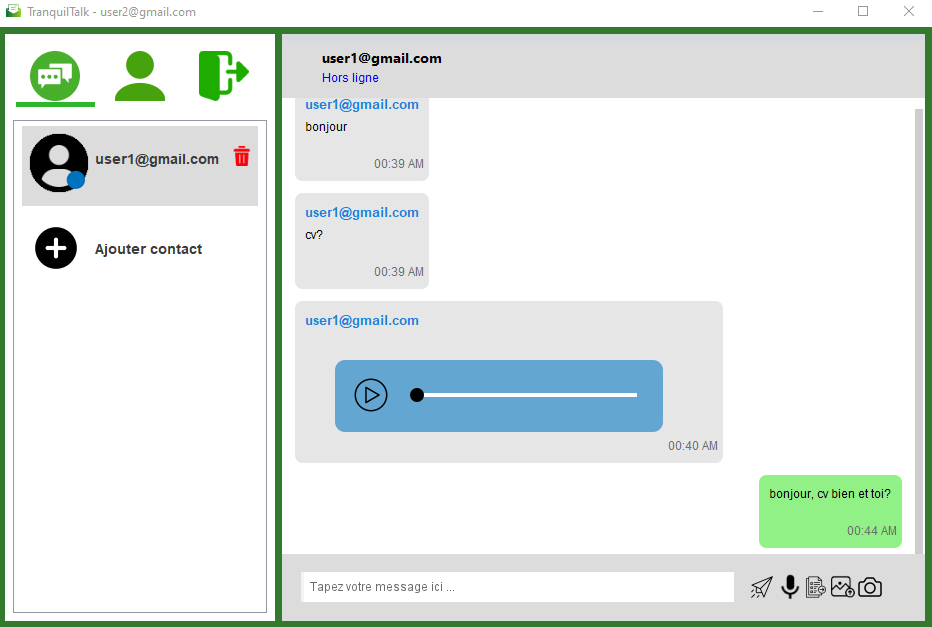 TranquilTalk - user2@gmail.com
user1@gmail.com
Ajouter contact
user1@gmail.com
Hors ligne
user1@gmail.com
bonjour
00:39 AM
user1@gmail.com
cv?
00:39 AM
user1@gmail.com
00:40 AM
bonjour, cv bien et toi?
00:44 AM
Tapez votre message ici ...